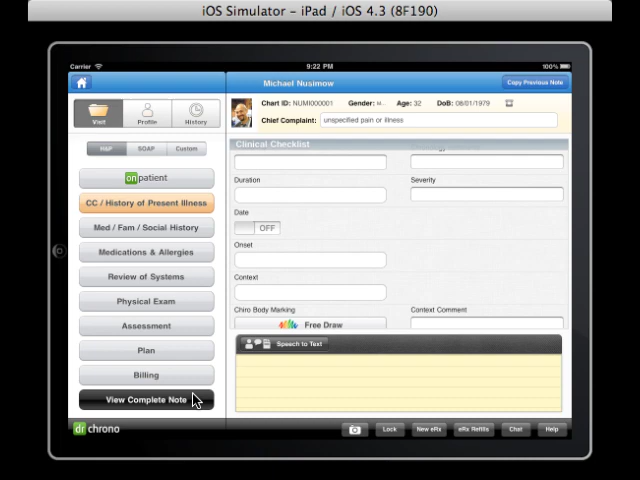 iOS Simulator – iPad / iOS 4.3 (8F190)
Carrier
9:22 PM
100%
Michael Nusimow
Copy Previous Note
Visit
Profile
History
Chart ID: NUMI000001 Gender: M.. Age: 32 DoB: 08/01/1979
Chief Complaint: unspecified pain or illness
H&P
SOAP
Custom
Clinical Checklist
onpatient
Duration
Severity
CC / History of Present Illness
Med / Fam / Social History
Date
OFF
Medications & Allergies
Onset
Review of Systems
Context
Physical Exam
Chiro Body Marking
Context Comment
Assessment
Free Draw
Plan
Speech to Text
Billing
View Complete Note
drchrono
Lock
New eRx
eRx Refills
Chat
Help